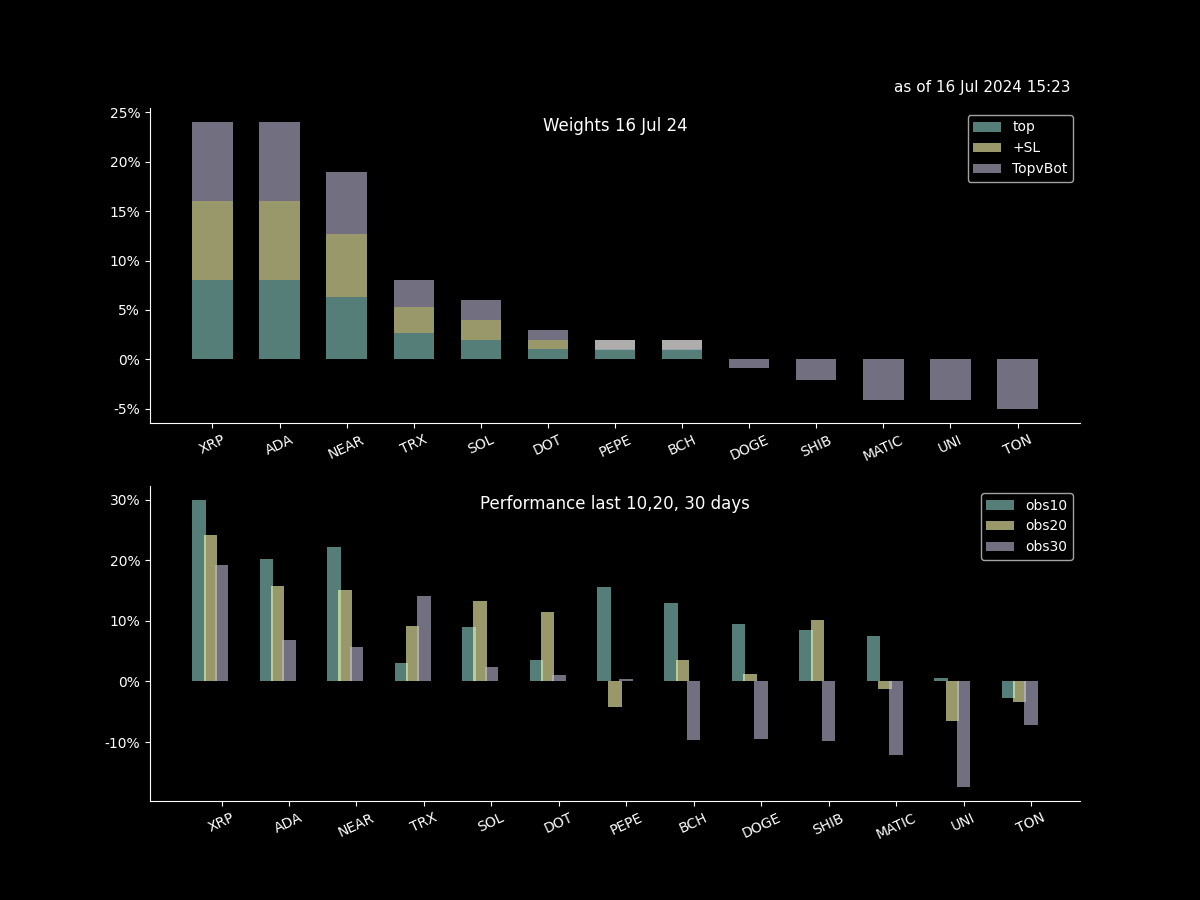 as of 16 Jul 2024 15:23
Weights 16 Jul 24
top
+SL
TopvBot
25%
20%
15%
10%
5%
0%
-5%
XRP ADA NEAR TRX SOL DOT PEPE BCH DOGE SHIB MATIC UNI TON
Performance last 10,20, 30 days
obs10
obs20
obs30
30%
20%
10%
0%
-10%
XRP ADA NEAR TRX SOL DOT PEPE BCH DOGE SHIB MATIC UNI TON